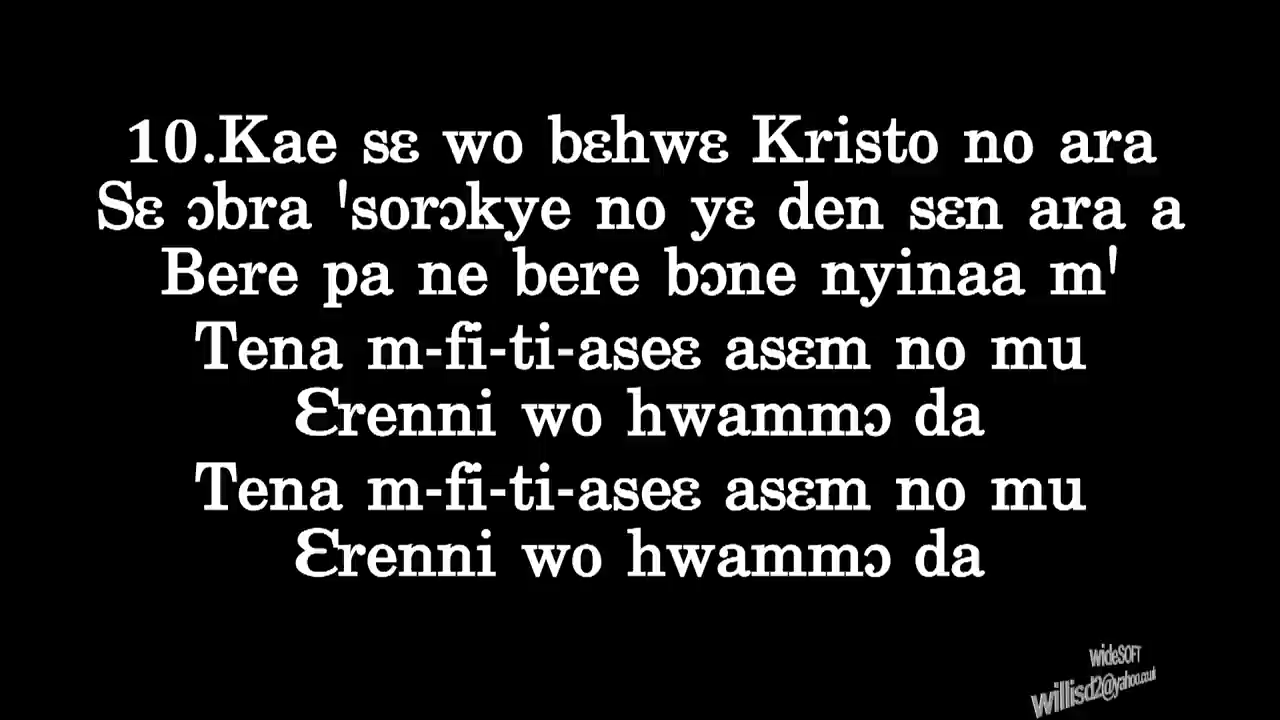 10.Kae sɛ wo bɛhwɛ Kristo no ara
Sɛ ɔbra 'sorɔkye no yɛ den sɛn ara a
Bere pa ne bere bɔne nyinaa m'
Tena m-fi-ti-aseɛ asɛm no mu
Ɛrenni wo hwammɔ da
Tena m-fi-ti-aseɛ asɛm no mu
Ɛrenni wo hwammɔ da
wideSOFT
willisd2@yahoo.co.uk